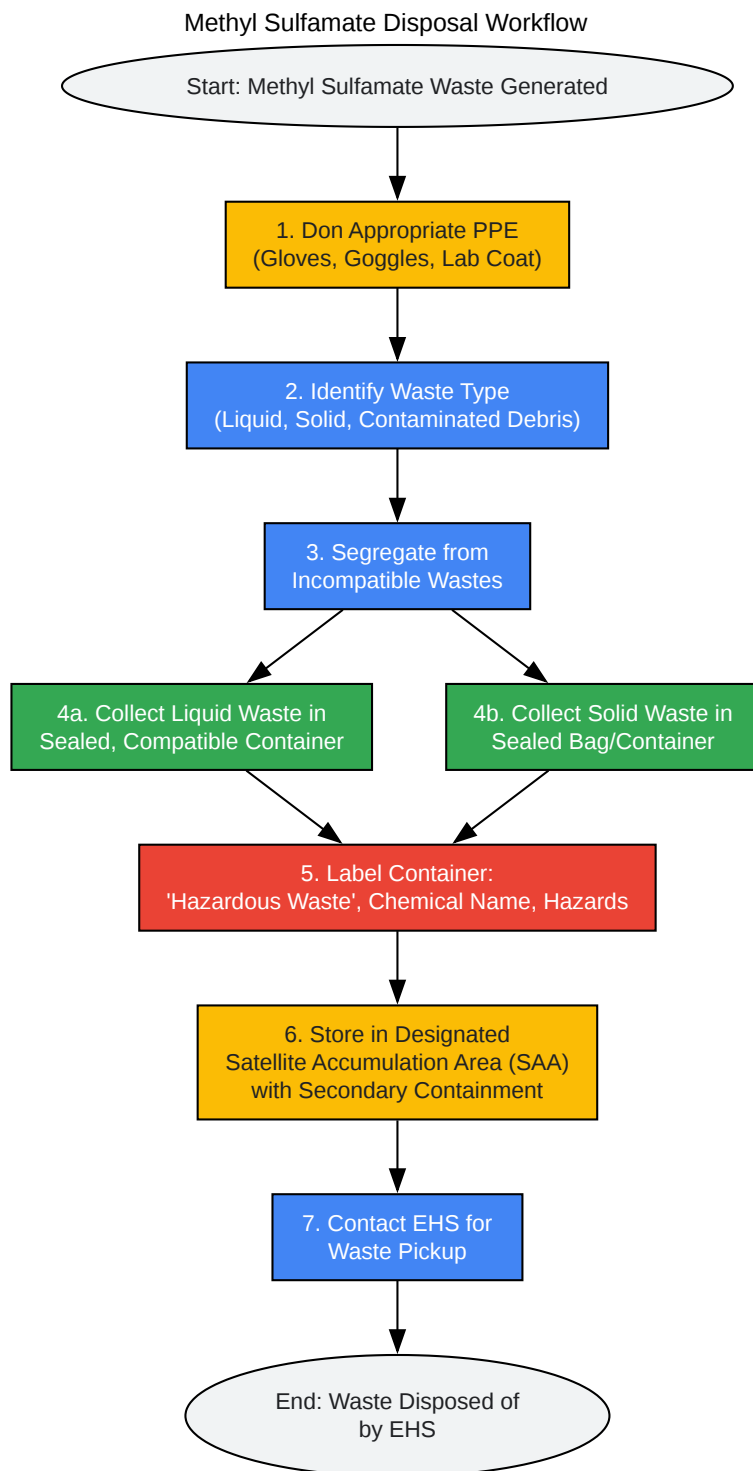 Methyl Sulfamate Disposal Workflow
Start: Methyl Sulfamate Waste Generated
1. Don Appropriate PPE
(Gloves, Goggles, Lab Coat)
2. Identify Waste Type
(Liquid, Solid, Contaminated Debris)
3. Segregate from
Incompatible Wastes
4a. Collect Liquid Waste in
Sealed, Compatible Container
4b. Collect Solid Waste in
Sealed Bag/Container
5. Label Container:
'Hazardous Waste', Chemical Name, Hazards
6. Store in Designated
Satellite Accumulation Area (SAA)
with Secondary Containment
7. Contact EHS for
Waste Pickup
End: Waste Disposed of
by EHS